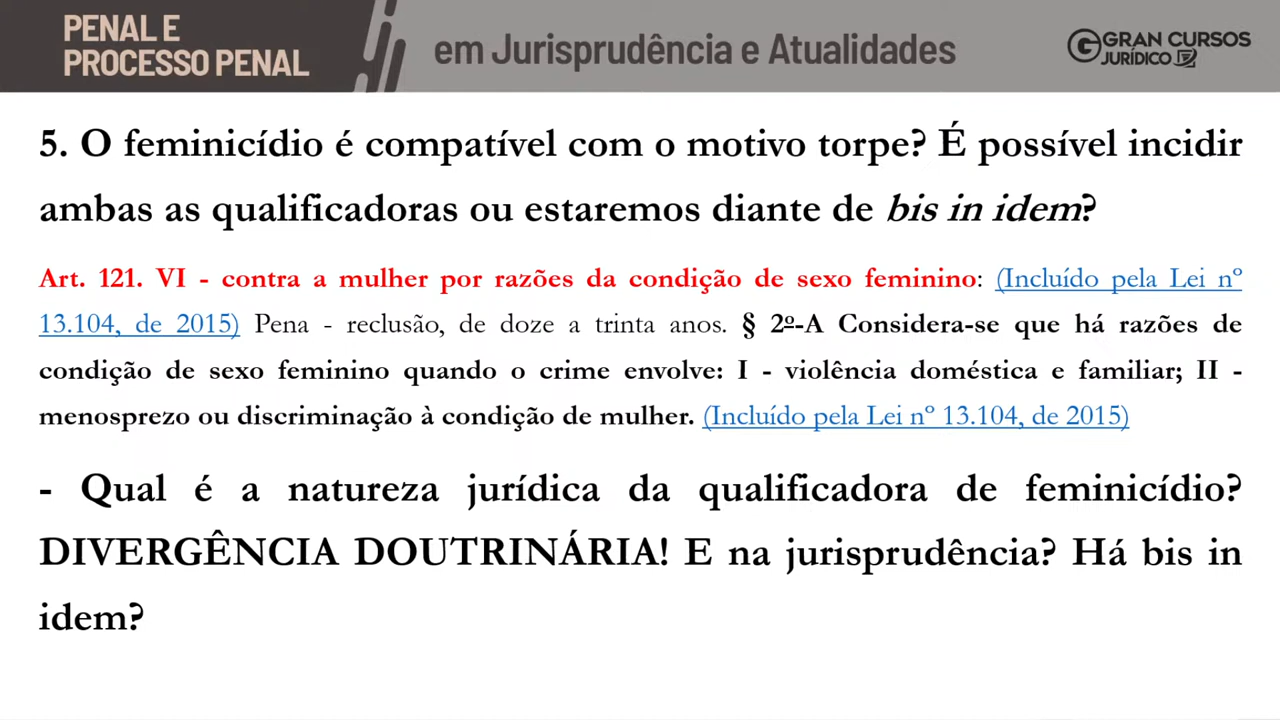 PENAL E
PROCESSO PENAL
em Jurisprudência e Atualidades
GRAN CURSOS
JURÍDICO
5. O feminicídio é compatível com o motivo torpe? É possível incidir
ambas as qualificadoras ou estaremos diante de bis in idem?
Art. 121. VI - contra a mulher por razões da condição de sexo feminino: (Incluído pela Lei nº
13.104, de 2015) Pena - reclusão, de doze a trinta anos. § 2º-A Considera-se que há razões de
condição de sexo feminino quando o crime envolve: I - violência doméstica e familiar; II -
menosprezo ou discriminação à condição de mulher. (Incluído pela Lei nº 13.104, de 2015)
- Qual é a natureza jurídica da qualificadora de feminicídio?
DIVERGÊNCIA DOUTRINÁRIA! E na jurisprudência? Há bis in
idem?